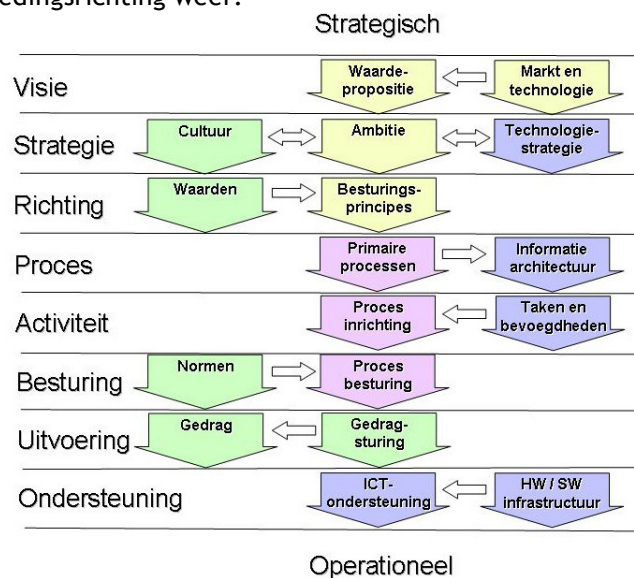 Strategisch
Visie
Waarde-
propositie
Markt en
technologie
Strategie
Cultuur
Ambitie
Technologie-
strategie
Richting
Waarden
Besturings-
principes
Proces
Primaire
processen
Informatie
architectuur
Activiteit
Proces
inrichting
Taken en
bevoegdheden
Besturing
Normen
Proces
besturing
Uitvoering
Gedrag
Gedrag-
sturing
Ondersteuning
ICT-
ondersteuning
HW / SW
infrastructuur
Operationeel